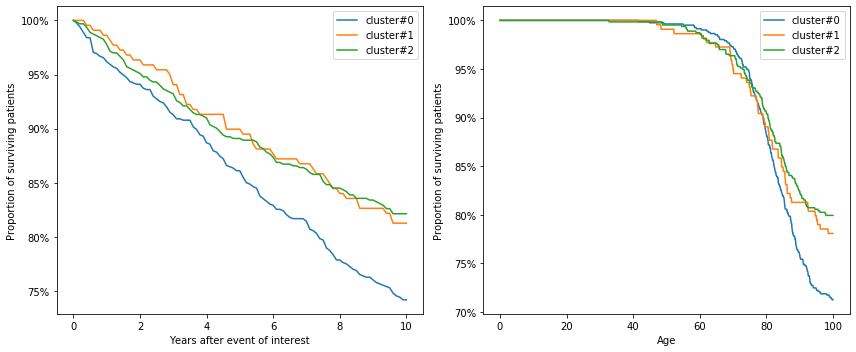 100%
95%
90%
85%
80%
75%
0
2
4
6
8
10
Proportion of surviving patients
Years after event of interest
cluster#0
cluster#1
cluster#2
100%
95%
90%
85%
80%
75%
70%
0
20
40
60
80
100
Proportion of surviving patients
Age
cluster#0
cluster#1
cluster#2